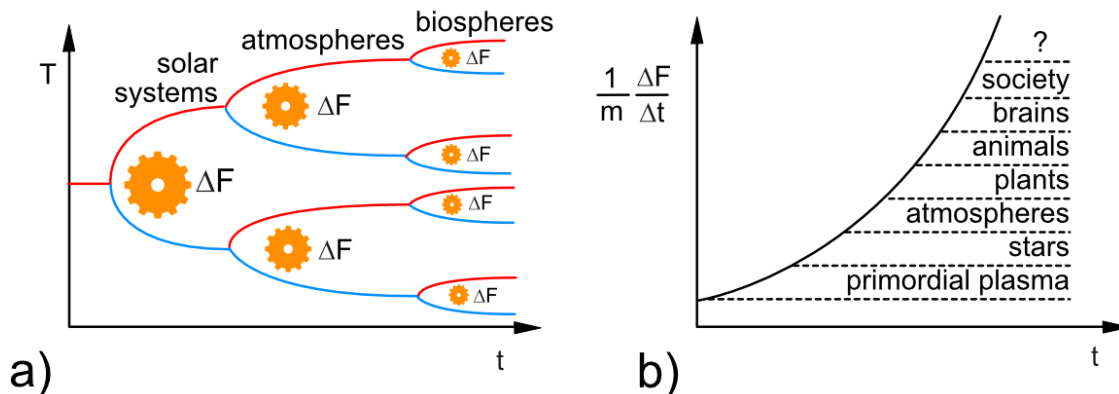 biospheres
atmospheres
solar
systems
T
ΔF
ΔF
ΔF
ΔF
ΔF
ΔF
ΔF
t
a)
1/m ΔF/Δt
?
society
brains
animals
plants
atmospheres
stars
primordial plasma
t
b)